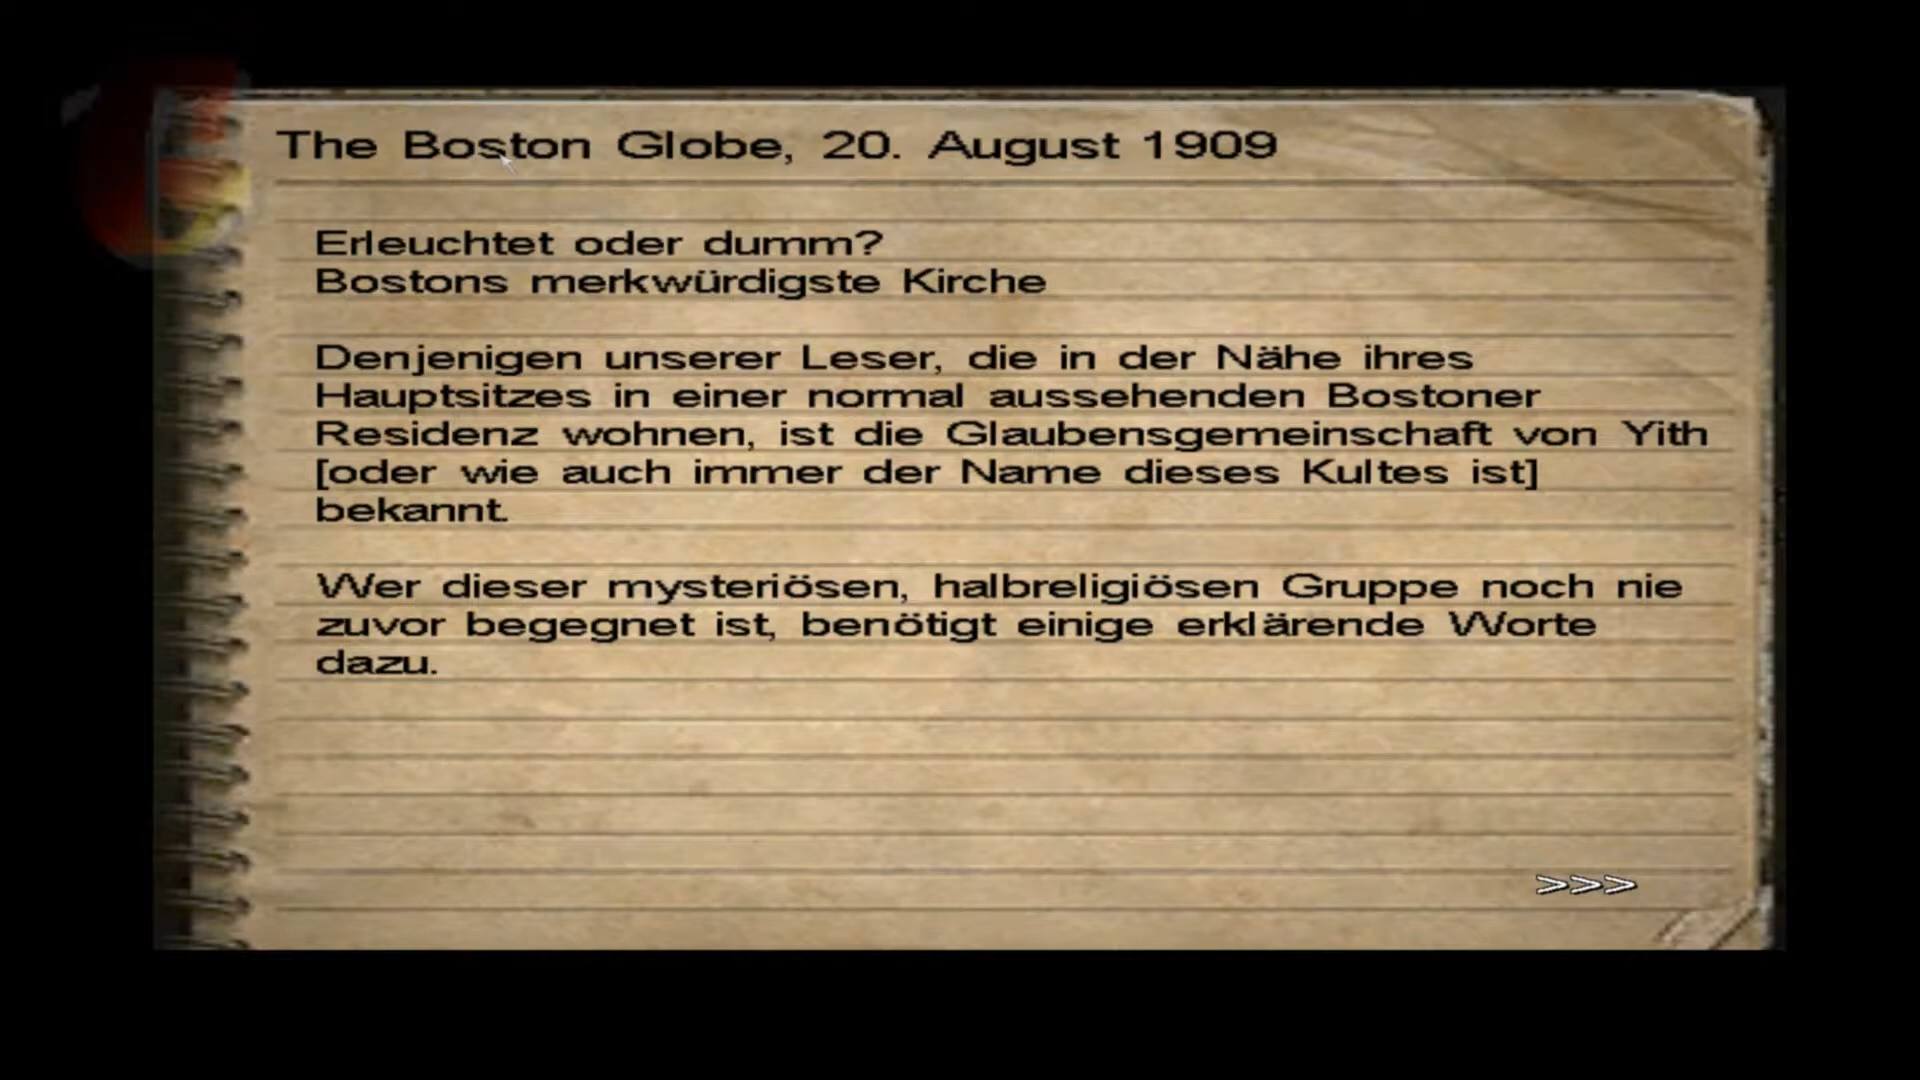 The Boston Globe, 20. August 1909
Erleuchtet oder dumm?
Bostons merkwürdigste Kirche
Denjenigen unserer Leser, die in der Nähe ihres
Hauptsitzes in einer normal aussehenden Bostoner
Residenz wohnen, ist die Glaubensgemeinschaft von Yith
[oder wie auch immer der Name dieses Kultes ist]
bekannt.
Wer dieser mysteriösen, halbreligiösen Gruppe noch nie
zuvor begegnet ist, benötigt einige erklärende Worte
dazu.
>>>